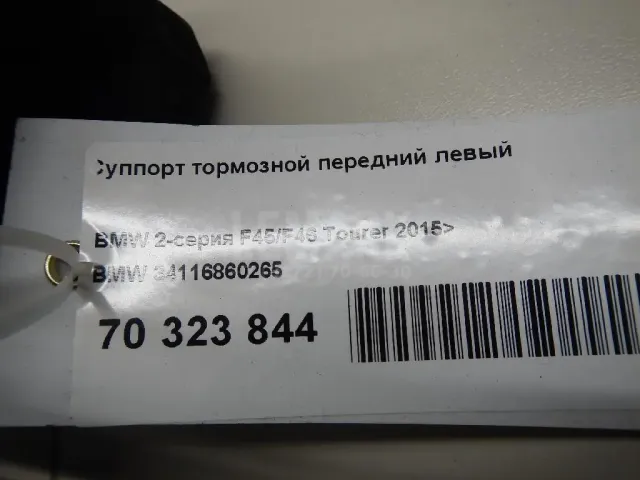 Суппорт тормозной передний левый
BMW 2-серия F45/F46 Tourer 2015>
BMW 34116860265
70 323 844